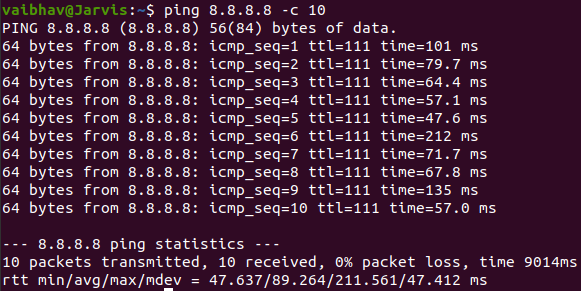 vaibhav@Jarvis:~$ ping 8.8.8.8 -c 10
PING 8.8.8.8 (8.8.8.8) 56(84) bytes of data.
64 bytes from 8.8.8.8: icmp_seq=1 ttl=111 time=101 ms
64 bytes from 8.8.8.8: icmp_seq=2 ttl=111 time=79.7 ms
64 bytes from 8.8.8.8: icmp_seq=3 ttl=111 time=64.4 ms
64 bytes from 8.8.8.8: icmp_seq=4 ttl=111 time=57.1 ms
64 bytes from 8.8.8.8: icmp_seq=5 ttl=111 time=47.6 ms
64 bytes from 8.8.8.8: icmp_seq=6 ttl=111 time=212 ms
64 bytes from 8.8.8.8: icmp_seq=7 ttl=111 time=71.7 ms
64 bytes from 8.8.8.8: icmp_seq=8 ttl=111 time=67.8 ms
64 bytes from 8.8.8.8: icmp_seq=9 ttl=111 time=135 ms
64 bytes from 8.8.8.8: icmp_seq=10 ttl=111 time=57.0 ms
--- 8.8.8.8 ping statistics ---
10 packets transmitted, 10 received, 0% packet loss, time 9014ms
rtt min/avg/max/mdev = 47.637/89.264/211.561/47.412 ms